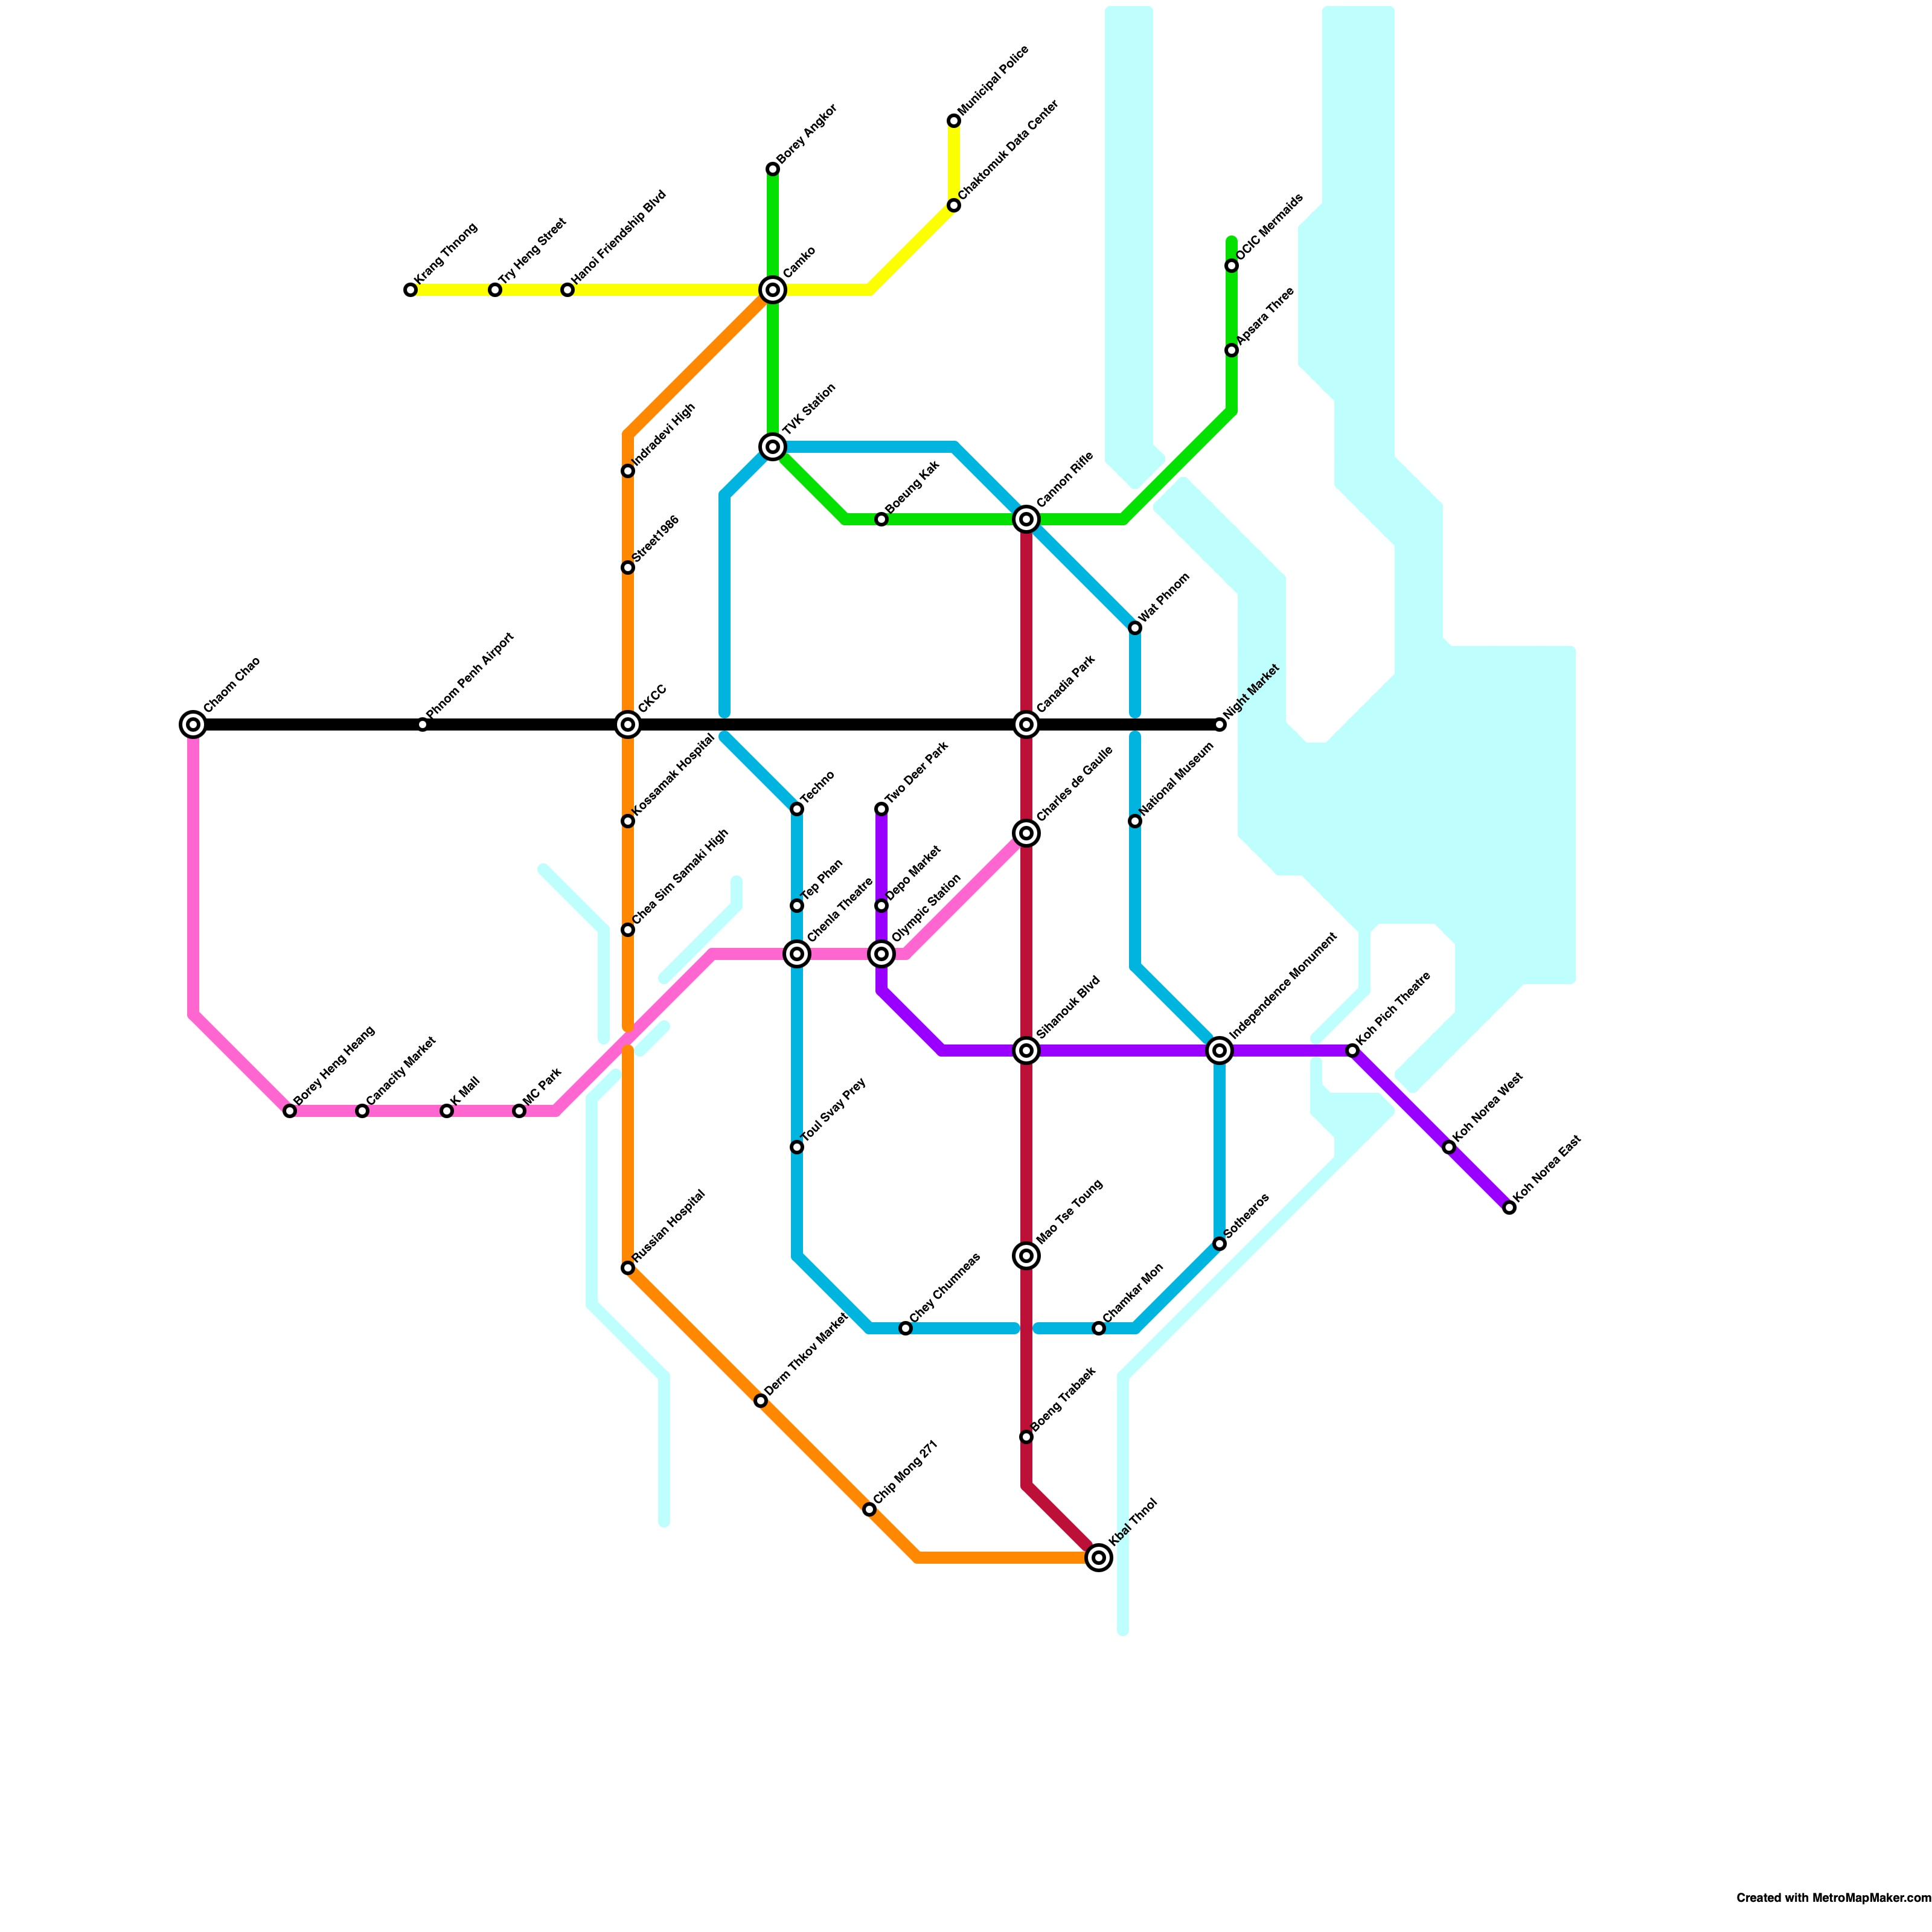 Municipal Police
Borey Angkor
Chaktomuk Data Center
Krang Thnong
Try Heng Street
Hanoi Friendship Blvd
Camko
OCIC Mermaids
Apsara Three
Indradevi High
TVK Station
Boeung Kak
Cannon Rifle
Street1986
Wat Phnom
Chaom Chao
Phnom Penh Airport
CKCC
Canadia Park
Night Market
Kossamak Hospital
Techno
Two Deer Park
Charles de Gaulle
National Museum
Chea Sim Samaki High
Tep Phan
Depo Market
Chenla Theatre
Olympic Station
Sihanouk Blvd
Independence Monument
Koh Pich Theatre
Borey Heng Heang
Canacity Market
K Mall
MC Park
Toul Svay Prey
Koh Norea West
Koh Norea East
Russian Hospital
Mao Tse Toung
Sothearos
Chey Chumneas
Chamkar Mon
Derm Thkov Market
Boeng Trabaek
Chip Mong 271
Kbal Thnol
Created with MetroMapMaker.com